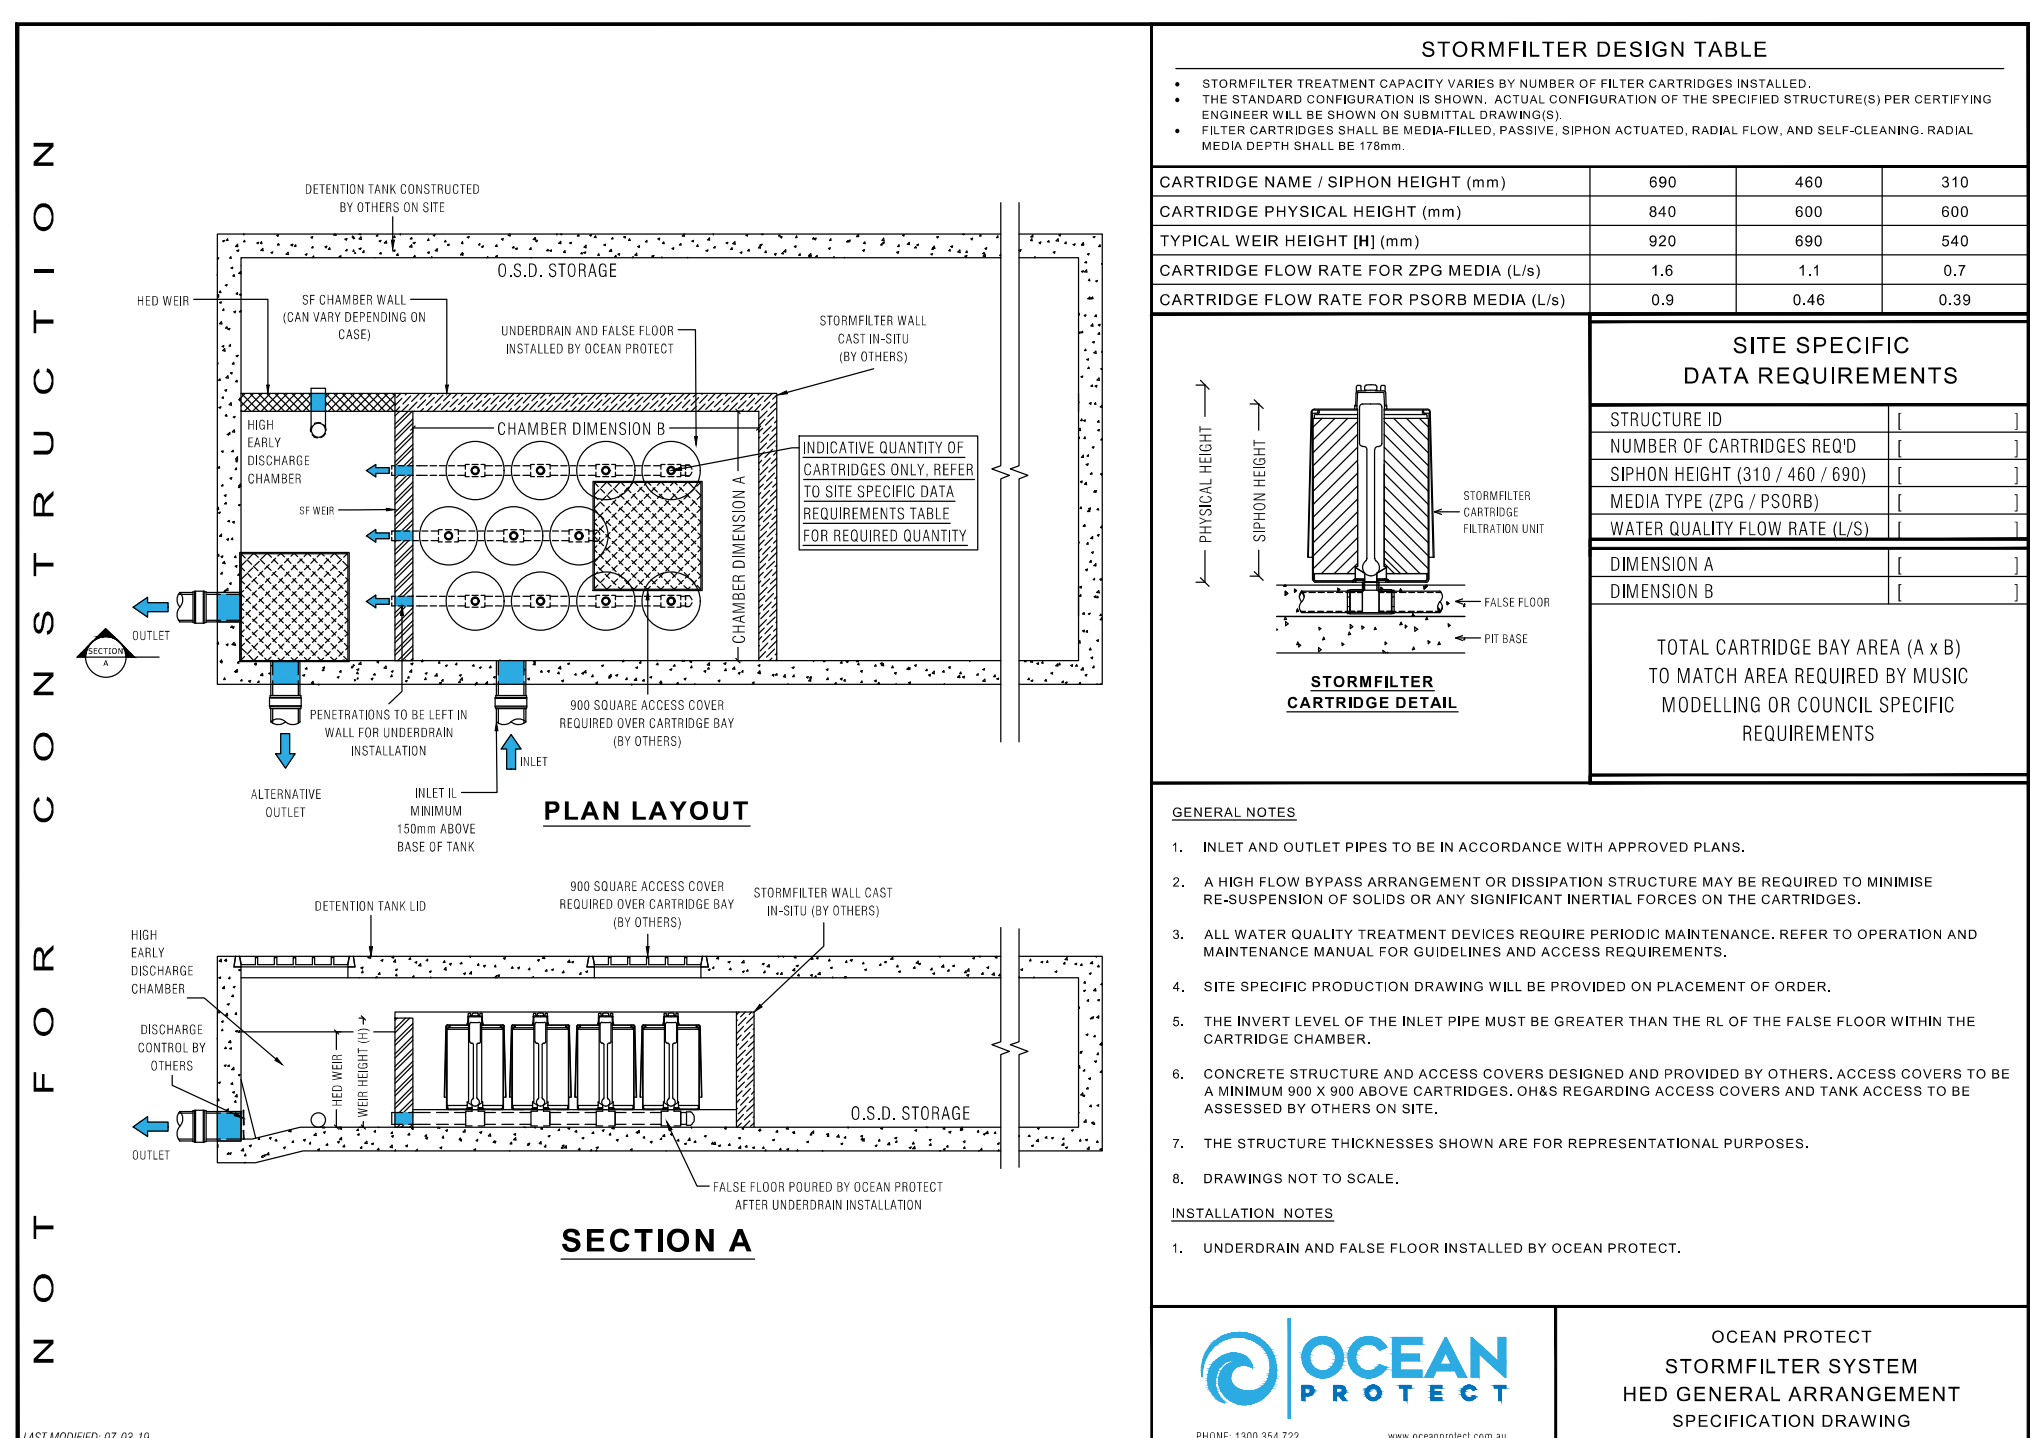 NOT FOR CONSTRUCTION
DETENTION TANK CONSTRUCTED
BY OTHERS ON SITE
O.S.D. STORAGE
HED WEIR
SF CHAMBER WALL
(CAN VARY DEPENDING ON
CASE)
UNDERDRAIN AND FALSE FLOOR
INSTALLED BY OCEAN PROTECT
STORMFILTER WALL
CAST IN-SITU
(BY OTHERS)
HIGH
EARLY
DISCHARGE
CHAMBER
CHAMBER DIMENSION B
CHAMBER DIMENSION A
INDICATIVE QUANTITY OF
CARTRIDGES ONLY, REFER
TO SITE SPECIFIC DATA
REQUIREMENTS TABLE
FOR REQUIRED QUANTITY
SF WEIR
OUTLET
SECTION
A
PENETRATIONS TO BE LEFT IN
WALL FOR UNDERDRAIN
INSTALLATION
900 SQUARE ACCESS COVER
REQUIRED OVER CARTRIDGE BAY
(BY OTHERS)
INLET
ALTERNATIVE
OUTLET
INLET IL
MINIMUM
150mm ABOVE
BASE OF TANK
PLAN LAYOUT
DETENTION TANK LID
900 SQUARE ACCESS COVER
REQUIRED OVER CARTRIDGE BAY
(BY OTHERS)
STORMFILTER WALL CAST
IN-SITU (BY OTHERS)
HIGH
EARLY
DISCHARGE
CHAMBER
DISCHARGE
CONTROL BY
OTHERS
HED WEIR
WEIR HEIGHT (H)
O.S.D. STORAGE
OUTLET
FALSE FLOOR POURED BY OCEAN PROTECT
AFTER UNDERDRAIN INSTALLATION
SECTION A
LAST MODIFIED: 07-03-19
STORMFILTER DESIGN TABLE
• STORMFILTER TREATMENT CAPACITY VARIES BY NUMBER OF FILTER CARTRIDGES INSTALLED.
• THE STANDARD CONFIGURATION IS SHOWN. ACTUAL CONFIGURATION OF THE SPECIFIED STRUCTURE(S) PER CERTIFYING
ENGINEER WILL BE SHOWN ON SUBMITTAL DRAWING(S).
• FILTER CARTRIDGES SHALL BE MEDIA-FILLED, PASSIVE, SIPHON ACTUATED, RADIAL FLOW, AND SELF-CLEANING. RADIAL
MEDIA DEPTH SHALL BE 178mm.
CARTRIDGE NAME / SIPHON HEIGHT (mm) 690 460 310
CARTRIDGE PHYSICAL HEIGHT (mm) 840 600 600
TYPICAL WEIR HEIGHT [H] (mm) 920 690 540
CARTRIDGE FLOW RATE FOR ZPG MEDIA (L/s) 1.6 1.1 0.7
CARTRIDGE FLOW RATE FOR PSORB MEDIA (L/s) 0.9 0.46 0.39
PHYSICAL HEIGHT
SIPHON HEIGHT
STORMFILTER
CARTRIDGE
FILTRATION UNIT
FALSE FLOOR
PIT BASE
STORMFILTER
CARTRIDGE DETAIL
SITE SPECIFIC
DATA REQUIREMENTS
STRUCTURE ID [ ]
NUMBER OF CARTRIDGES REQ'D [ ]
SIPHON HEIGHT (310 / 460 / 690) [ ]
MEDIA TYPE (ZPG / PSORB) [ ]
WATER QUALITY FLOW RATE (L/S) [ ]
DIMENSION A [ ]
DIMENSION B [ ]
TOTAL CARTRIDGE BAY AREA (A x B)
TO MATCH AREA REQUIRED BY MUSIC
MODELLING OR COUNCIL SPECIFIC
REQUIREMENTS
GENERAL NOTES
1. INLET AND OUTLET PIPES TO BE IN ACCORDANCE WITH APPROVED PLANS.
2. A HIGH FLOW BYPASS ARRANGEMENT OR DISSIPATION STRUCTURE MAY BE REQUIRED TO MINIMISE
RE-SUSPENSION OF SOLIDS OR ANY SIGNIFICANT INERTIAL FORCES ON THE CARTRIDGES.
3. ALL WATER QUALITY TREATMENT DEVICES REQUIRE PERIODIC MAINTENANCE. REFER TO OPERATION AND
MAINTENANCE MANUAL FOR GUIDELINES AND ACCESS REQUIREMENTS.
4. SITE SPECIFIC PRODUCTION DRAWING WILL BE PROVIDED ON PLACEMENT OF ORDER.
5. THE INVERT LEVEL OF THE INLET PIPE MUST BE GREATER THAN THE RL OF THE FALSE FLOOR WITHIN THE
CARTRIDGE CHAMBER.
6. CONCRETE STRUCTURE AND ACCESS COVERS DESIGNED AND PROVIDED BY OTHERS. ACCESS COVERS TO BE
A MINIMUM 900 X 900 ABOVE CARTRIDGES. OH&S REGARDING ACCESS COVERS AND TANK ACCESS TO BE
ASSESSED BY OTHERS ON SITE.
7. THE STRUCTURE THICKNESSES SHOWN ARE FOR REPRESENTATIONAL PURPOSES.
8. DRAWINGS NOT TO SCALE.
INSTALLATION NOTES
1. UNDERDRAIN AND FALSE FLOOR INSTALLED BY OCEAN PROTECT.
OCEAN
PROTECT
PHONE: 1300 354 722 www.oceanprotect.com.au
OCEAN PROTECT
STORMFILTER SYSTEM
HED GENERAL ARRANGEMENT
SPECIFICATION DRAWING